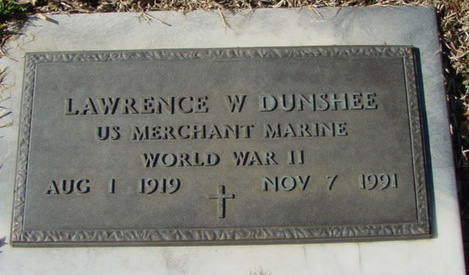 LAWRENCE W DUNSHEE
US MERCHANT MARINE
WORLD WAR II
AUG 1 1919 NOV 7 1991